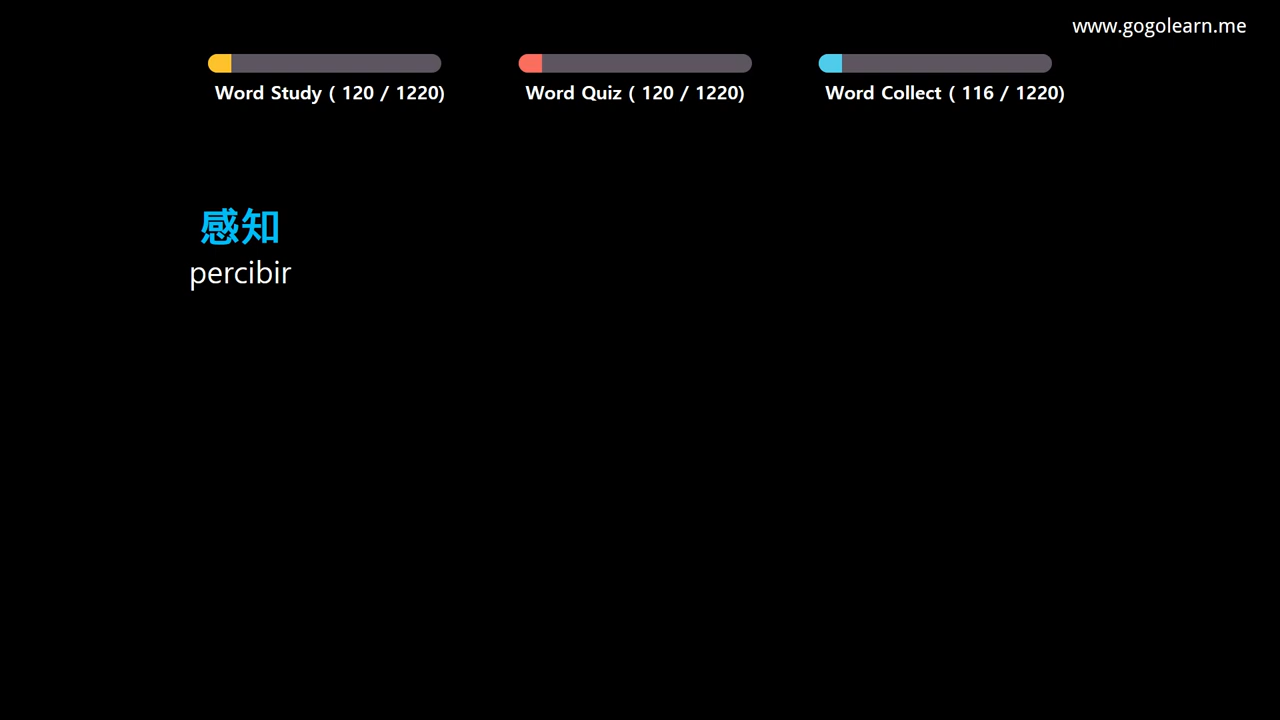 www.gogolearn.me
Word Study ( 120 / 1220)
Word Quiz ( 120 / 1220)
Word Collect ( 116 / 1220)
感知
percibir